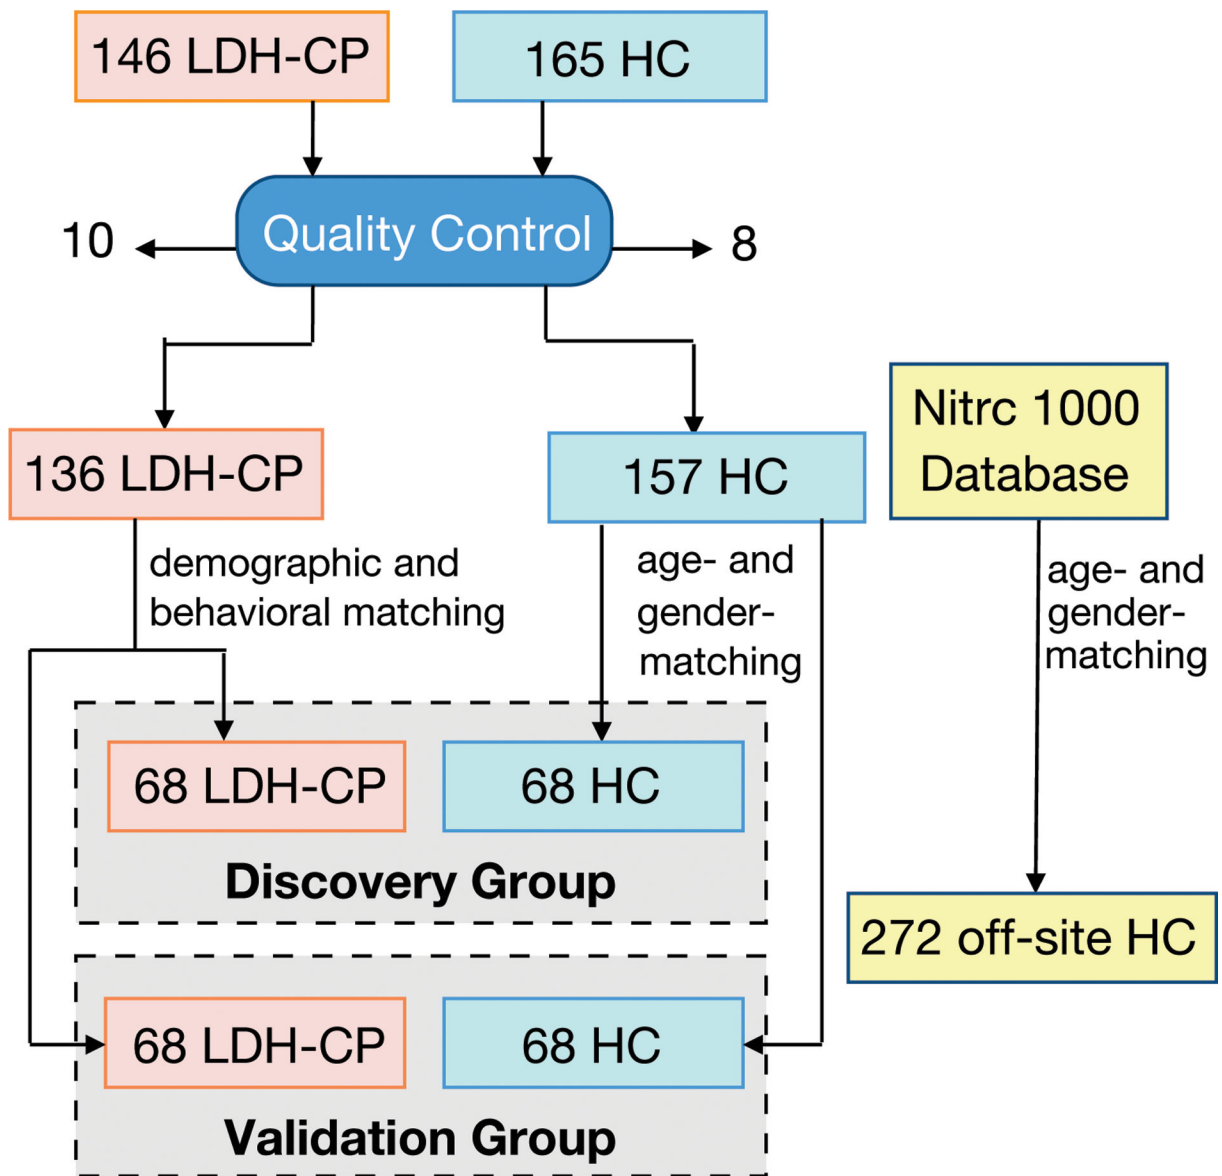 146 LDH-CP
165 HC
Quality Control
10
8
136 LDH-CP
157 HC
Nitrc 1000
Database
demographic and
behavioral matching
age- and
gender-
matching
age- and
gender-
matching
68 LDH-CP
68 HC
Discovery Group
272 off-site HC
68 LDH-CP
68 HC
Validation Group